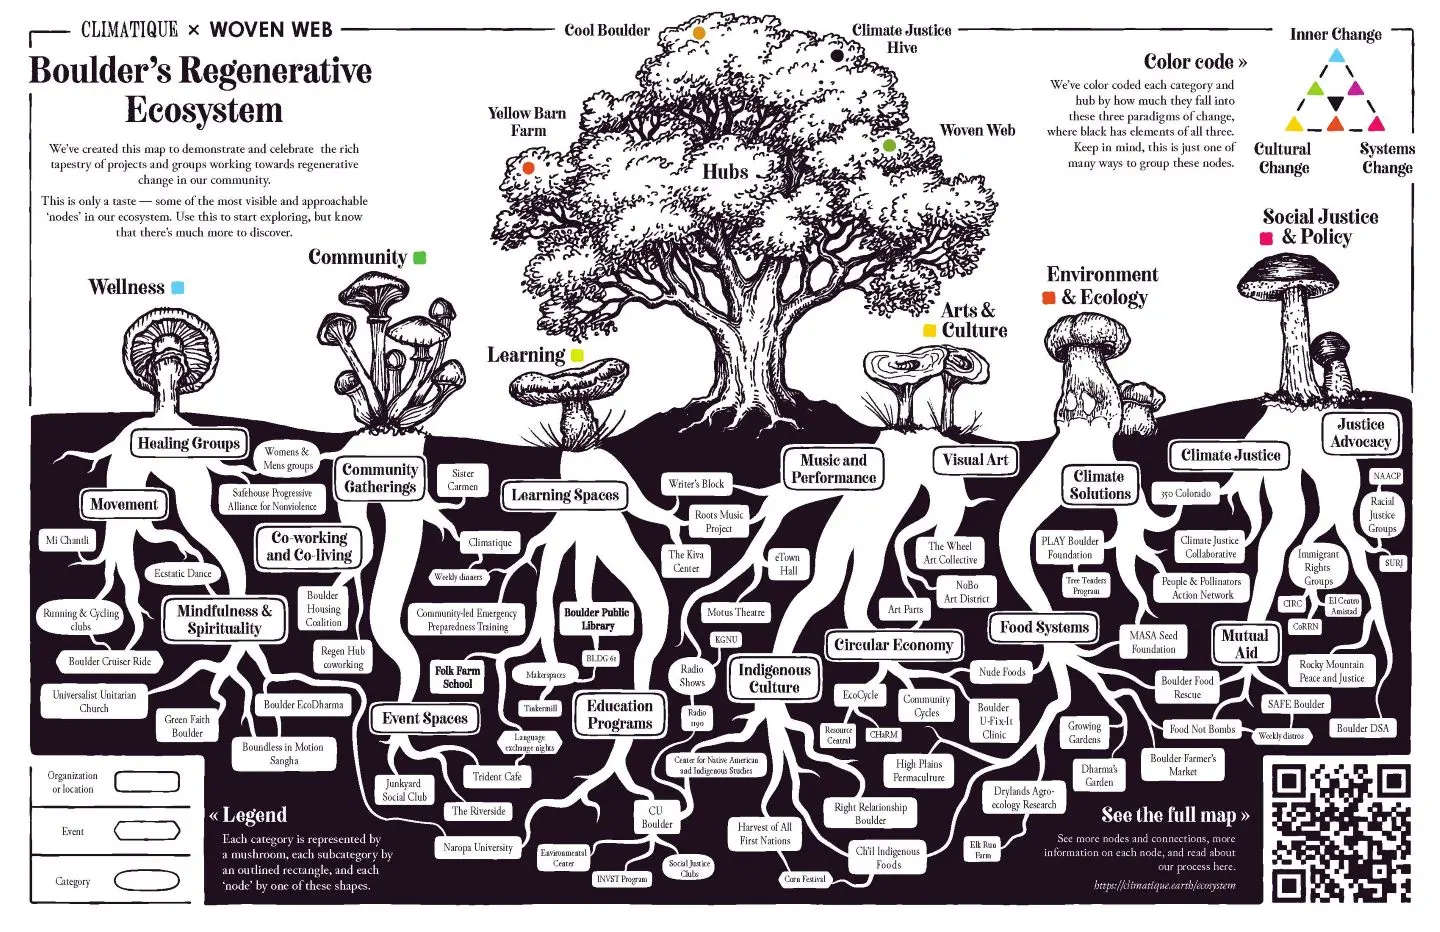 CLIMATIQUE × WOVEN WEB
Boulder's Regenerative
Ecosystem
We've created this map to demonstrate and celebrate the rich
tapestry of projects and groups working towards regenerative
change in our community.
This is only a taste — some of the most visible and approachable
'nodes' in our ecosystem. Use this to start exploring, but know
that there's much more to discover.
Cool Boulder
Climate Justice
Hive
Yellow Barn
Farm
Woven Web
Hubs
Color code »
We've color coded each category and
hub by how much they fall into
these three paradigms of change,
where black has elements of all three.
Keep in mind, this is just one of
many ways to group these nodes.
Inner Change
Cultural
Change
Systems
Change
Wellness
Community
Learning
Arts &
Culture
Environment
& Ecology
Social Justice
& Policy
Healing Groups
Womens &
Mens groups
Safehouse Progressive
Alliance for Nonviolence
Movement
Mi Chantli
Ecstatic Dance
Running & Cycling
clubs
Boulder Cruiser Ride
Mindfulness &
Spirituality
Universalist Unitarian
Church
Green Faith
Boulder
Boulder EcoDharma
Boundless in Motion
Sangha
Community
Gatherings
Sister
Carmen
Climatique
Weekly dinners
Community-led Emergency
Preparedness Training
Co-working
and Co-living
Boulder
Housing
Coalition
Regen Hub
coworking
Event Spaces
Junkyard
Social Club
Trident Cafe
Language
exchange nights
The Riverside
Learning Spaces
Boulder Public
Library
BLDG 61
Makerspaces
Tinkermill
Folk Farm
School
Education
Programs
Naropa University
CU
Boulder
Environmental
Center
INVST Program
Social Justice
Clubs
Center for Native American
and Indigenous Studies
Music and
Performance
Writer's Block
Roots Music
Project
The Kiva
Center
eTown
Hall
Motus Theatre
KGNU
Radio
Shows
Radio
1190
Visual Art
The Wheel
Art Collective
NoBo
Art District
Art Parts
Indigenous
Culture
Harvest of All
First Nations
Right Relationship
Boulder
Ch'il Indigenous
Foods
Corn Festival
Circular Economy
EcoCycle
Resource
Central
CHaRM
Community
Cycles
Nude Foods
Boulder
U-Fix-It
Clinic
Climate
Solutions
350 Colorado
PLAY Boulder
Foundation
Tree Tenders
Program
Climate Justice
Collaborative
People & Pollinators
Action Network
MASA Seed
Foundation
Food Systems
High Plains
Permaculture
Drylands Agro-
ecology Research
Elk Run
Farm
Growing
Gardens
Dharma's
Garden
Boulder Farmer's
Market
Boulder Food
Rescue
Food Not Bombs
Weekly distros
Climate Justice
Justice
Advocacy
NAACP
Racial
Justice
Groups
SURJ
Immigrant
Rights
Groups
CIRC
El Centro
Amistad
CoRRN
Mutual
Aid
SAFE Boulder
Rocky Mountain
Peace and Justice
Boulder DSA
Organization
or location
Event
Category
« Legend
Each category is represented by
a mushroom, each subcategory by
an outlined rectangle, and each
'node' by one of these shapes.
See the full map »
See more nodes and connections, more
information on each node, and read about
our process here.
https://climatique.earth/ecosystem